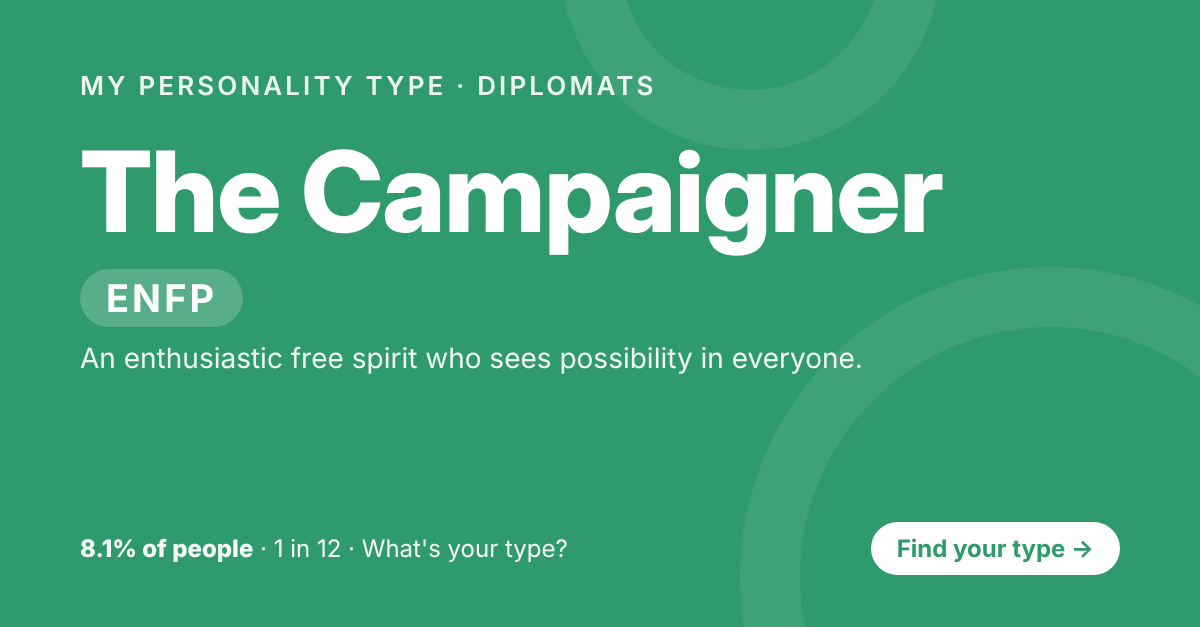 MY PERSONALITY TYPE · DIPLOMATS
The Campaigner
ENFP
An enthusiastic free spirit who sees possibility in everyone.
8.1% of people · 1 in 12 · What's your type?
Find your type →